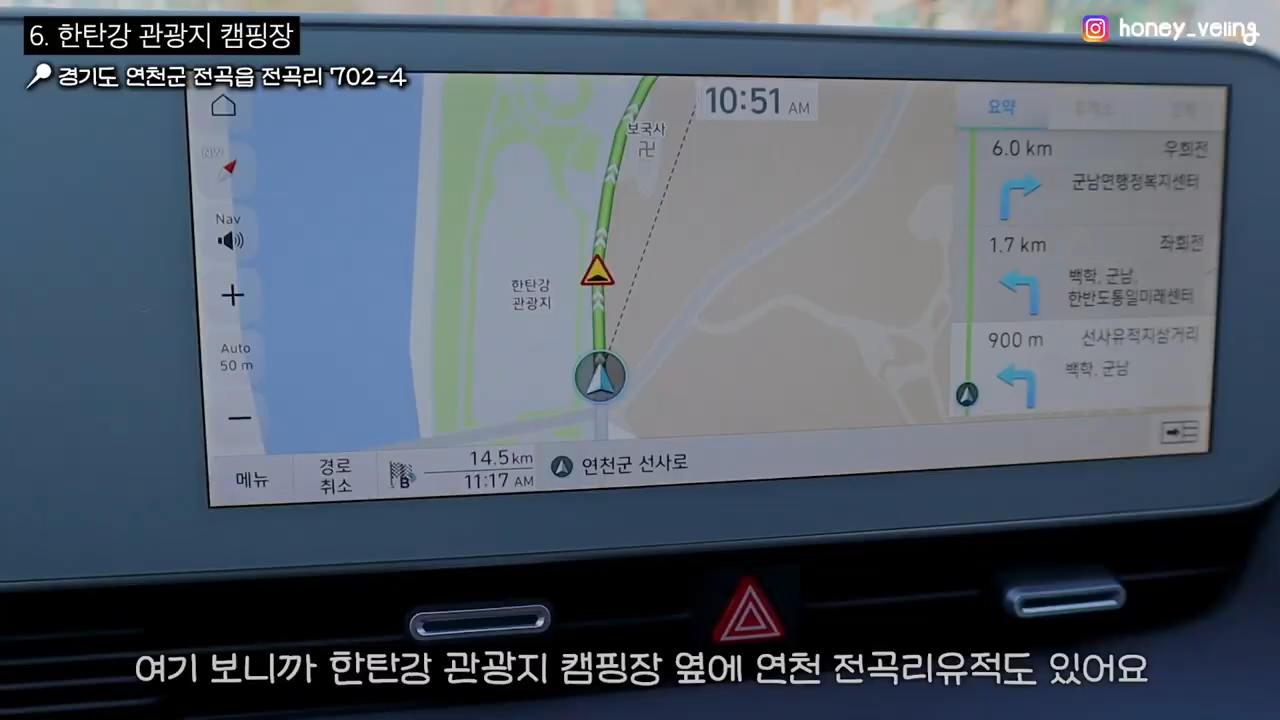 6. 한탄강 관광지 캠핑장
경기도 연천군 전곡읍 전곡리 702-4
honey_veling
10:51 AM
보국사
卍
NW
Nav
한탄강
관광지
Auto
50 m
요약
6.0 km 우회전
군남면행정복지센터
1.7 km 좌회전
백학, 군남,
한반도통일미래센터
900 m 선사유적지삼거리
백학, 군남
메뉴
경로
취소
B
14.5 km
11:17 AM
연천군 선사로
여기 보니까 한탄강 관광지 캠핑장 옆에 연천 전곡리유적도 있어요